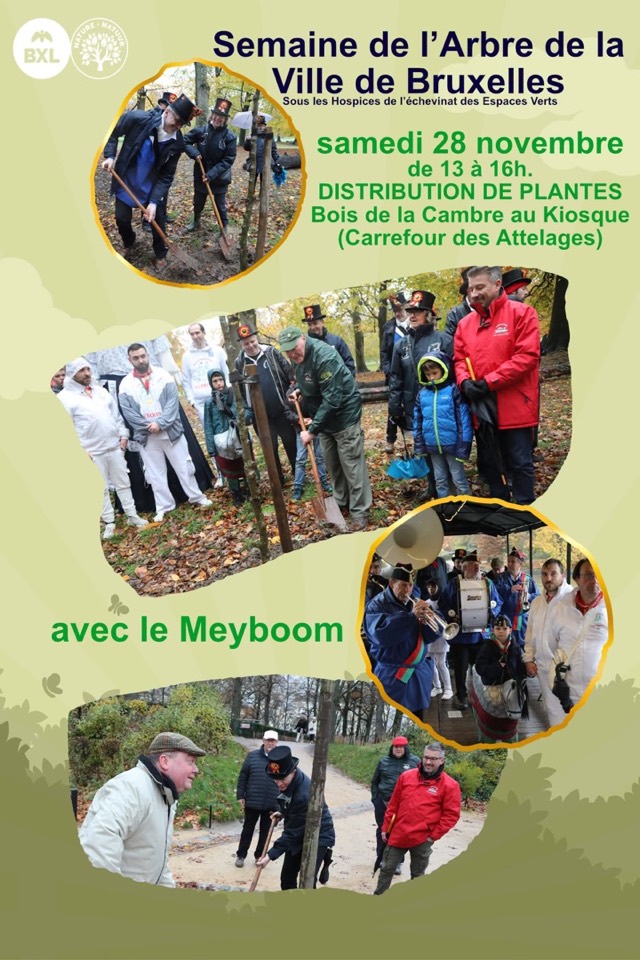 BXL
NATURE - NATUUR
Semaine de l'Arbre de la
Ville de Bruxelles
Sous les Hospices de l'échevinat des Espaces Verts
samedi 28 novembre
de 13 à 16h.
DISTRIBUTION DE PLANTES
Bois de la Cambre au Kiosque
(Carrefour des Attelages)
avec le Meyboom